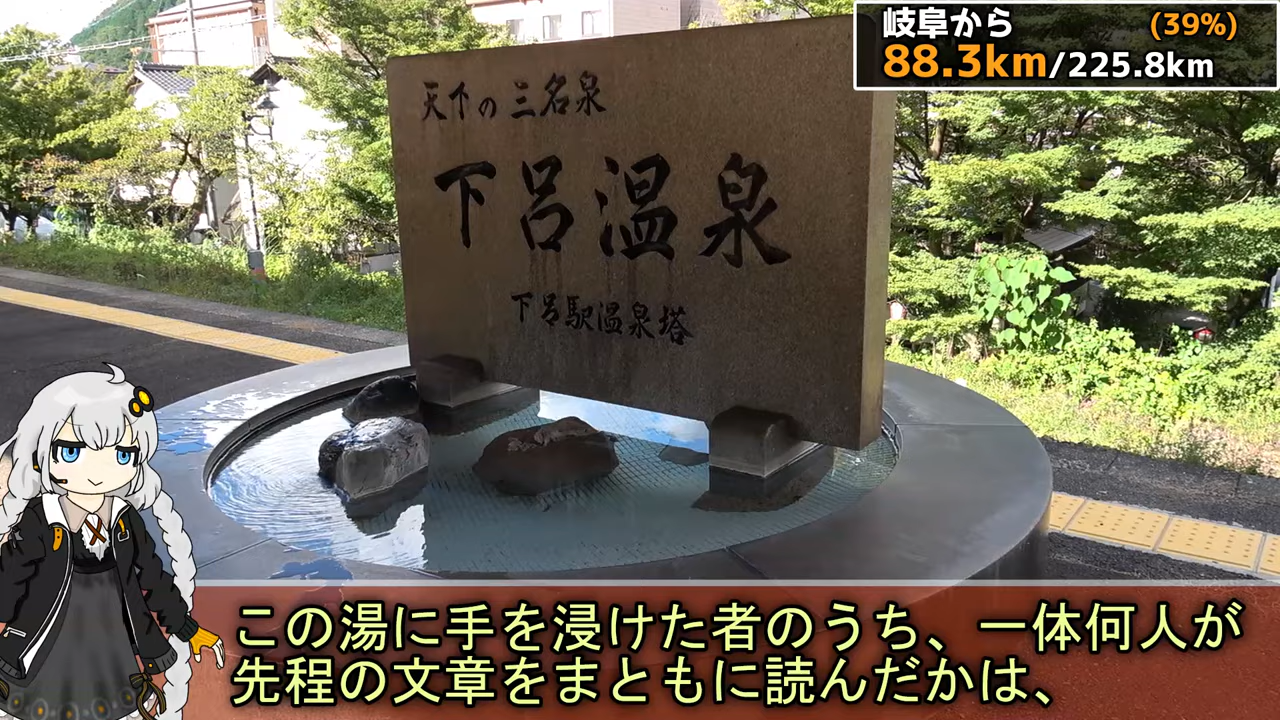 岐阜から (39%)
88.3km/225.8km
天下の三名泉
下呂温泉
下呂駅温泉塔
この湯に手を浸けた者のうち、一体何人が
先程の文章をまともに読んだかは、